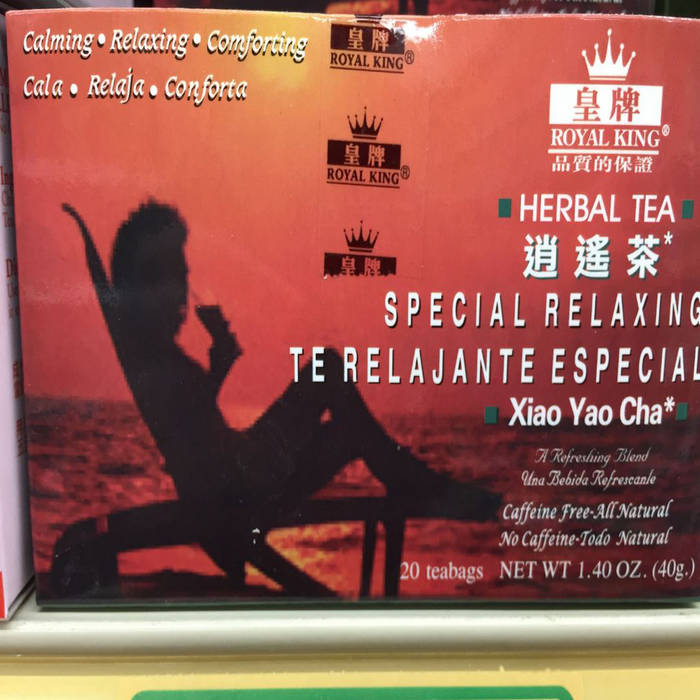 Calming • Relaxing • Comforting
Cala • Relaja • Conforta
皇牌
ROYAL KING®
皇牌
ROYAL KING®
皇牌
皇牌
ROYAL KING®
品質的保證
HERBAL TEA
逍遙茶*
SPECIAL RELAXING
TE RELAJANTE ESPECIAL
Xiao Yao Cha*
A Refreshing Blend
Una Bebida Refrescante
Caffeine Free-All Natural
No Caffeine-Todo Natural
20 teabags NET WT 1.40 OZ. (40g.)